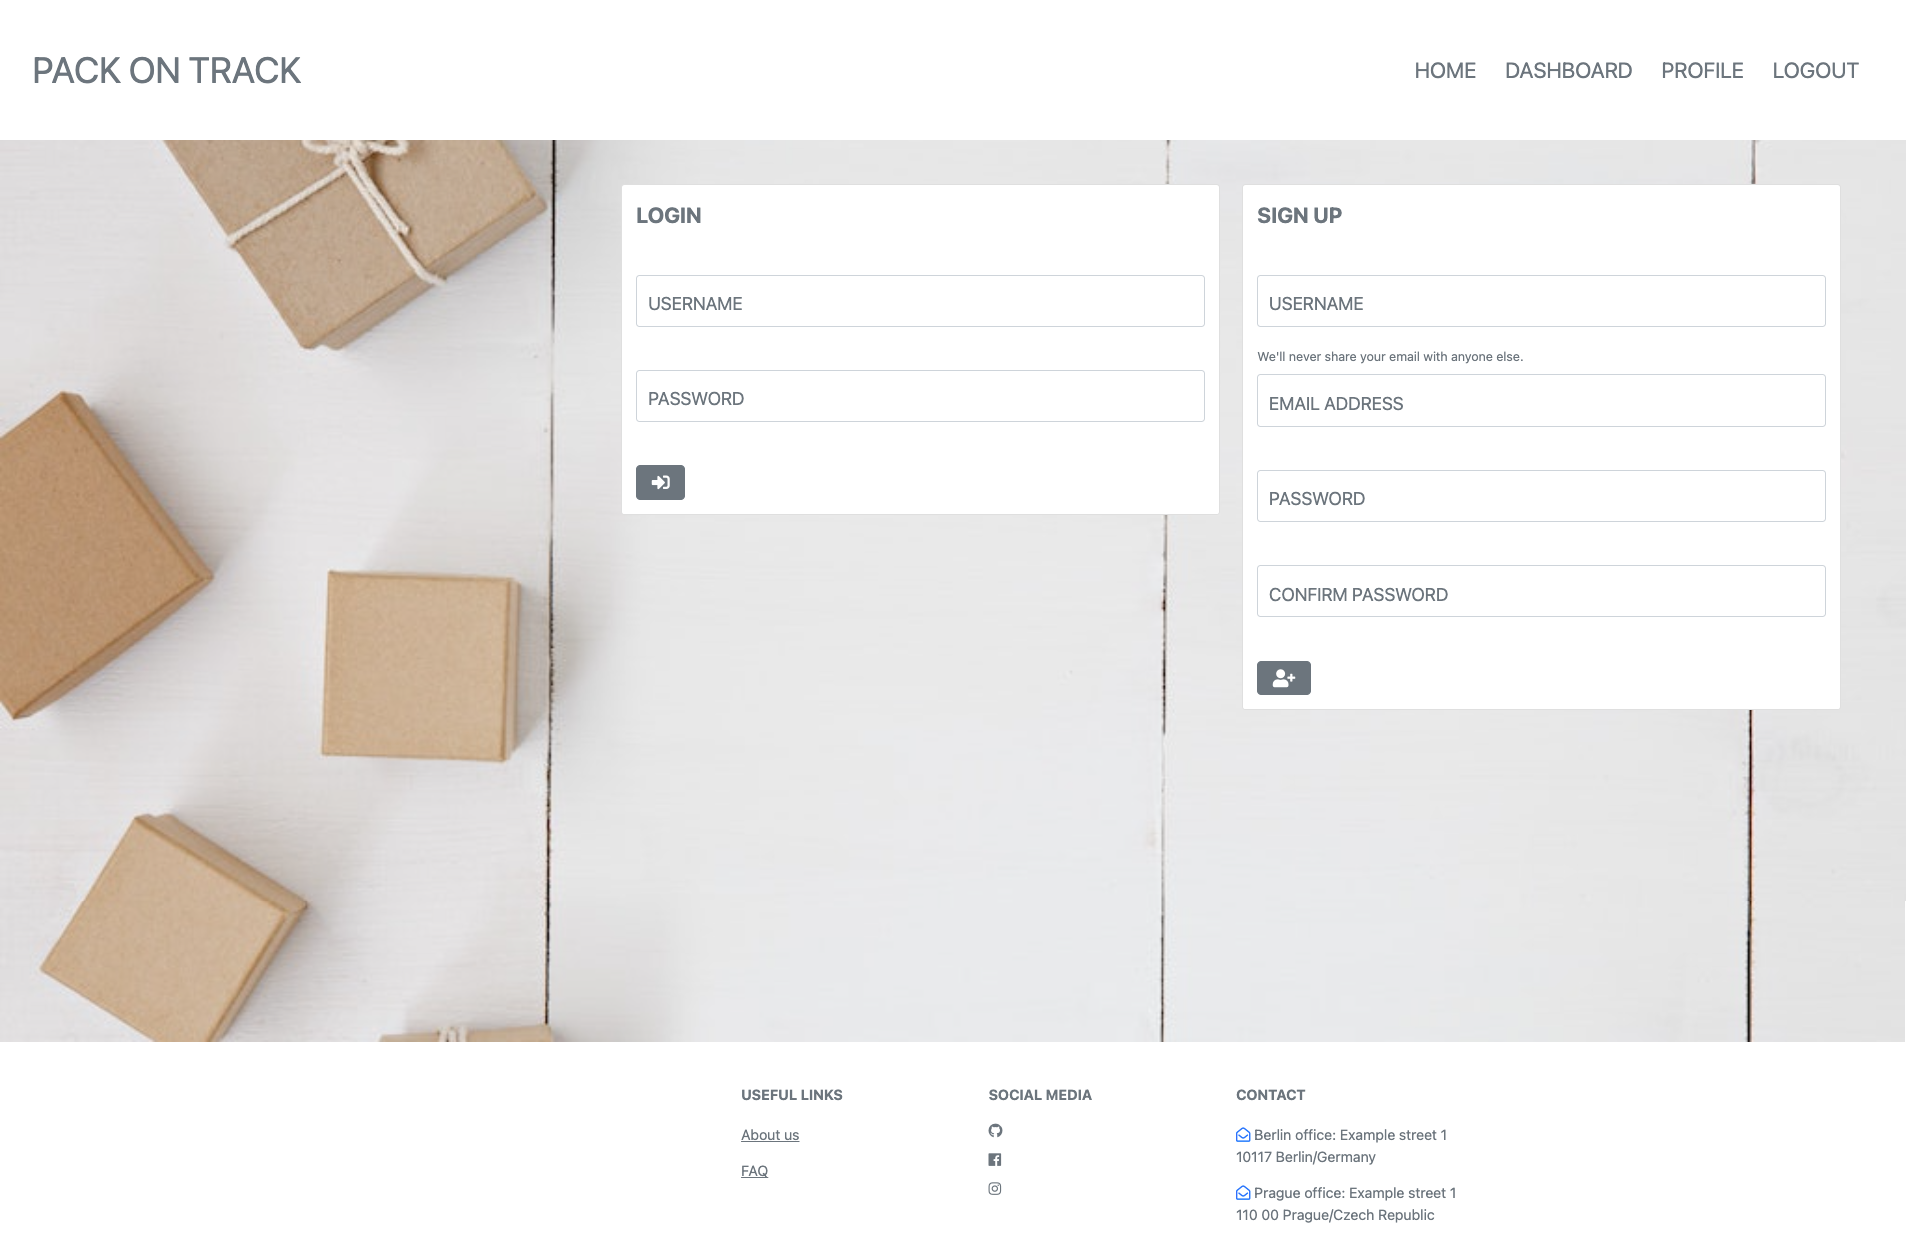 PACK ON TRACK
HOME DASHBOARD PROFILE LOGOUT
LOGIN
USERNAME
PASSWORD
SIGN UP
USERNAME
We'll never share your email with anyone else.
EMAIL ADDRESS
PASSWORD
CONFIRM PASSWORD
USEFUL LINKS
About us
FAQ
SOCIAL MEDIA
CONTACT
Berlin office: Example street 1
10117 Berlin/Germany
Prague office: Example street 1
110 00 Prague/Czech Republic